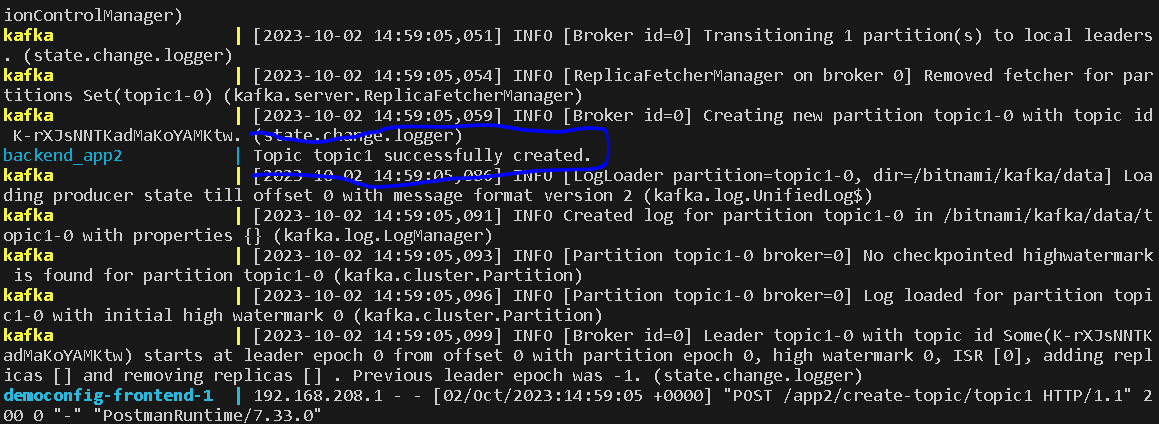 ionControlManager)
kafka | [2023-10-02 14:59:05,051] INFO [Broker id=0] Transitioning 1 partition(s) to local leaders
. (state.change.logger)
kafka | [2023-10-02 14:59:05,054] INFO [ReplicaFetcherManager on broker 0] Removed fetcher for par
titions Set(topic1-0) (kafka.server.ReplicaFetcherManager)
kafka | [2023-10-02 14:59:05,059] INFO [Broker id=0] Creating new partition topic1-0 with topic id
K-rXJsNNTKadMaKoYAMKtw. (state.change.logger)
backend_app2 | Topic topic1 successfully created.
kafka | [2023-10-02 14:59:05,086] INFO [LogLoader partition=topic1-0, dir=/bitnami/kafka/data] Loa
ding producer state till offset 0 with message format version 2 (kafka.log.UnifiedLog$)
kafka | [2023-10-02 14:59:05,091] INFO Created log for partition topic1-0 in /bitnami/kafka/data/t
opic1-0 with properties {} (kafka.log.LogManager)
kafka | [2023-10-02 14:59:05,093] INFO [Partition topic1-0 broker=0] No checkpointed highwatermark
is found for partition topic1-0 (kafka.cluster.Partition)
kafka | [2023-10-02 14:59:05,096] INFO [Partition topic1-0 broker=0] Log loaded for partition topi
c1-0 with initial high watermark 0 (kafka.cluster.Partition)
kafka | [2023-10-02 14:59:05,099] INFO [Broker id=0] Leader topic1-0 with topic id Some(K-rXJsNNTK
adMaKoYAMKtw) starts at leader epoch 0 from offset 0 with partition epoch 0, high watermark 0, ISR [0], adding repl
icas [] and removing replicas [] . Previous leader epoch was -1. (state.change.logger)
democonfig-frontend-1 | 192.168.208.1 - - [02/Oct/2023:14:59:05 +0000] "POST /app2/create-topic/topic1 HTTP/1.1" 2
00 0 "-" "PostmanRuntime/7.33.0"